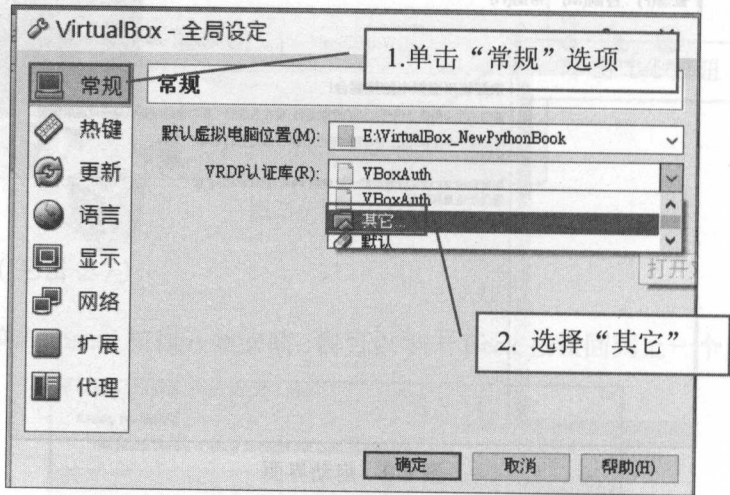 VirtualBox - 全局设定
1.单击“常规”选项
常规
常规
热键
默认虚拟电脑位置(M):
E:\VirtualBox_NewPythonBook
更新
VRDP认证库(R):
VBoxAuth
VBoxAuth
语言
其它...
默认
显示
打开
网络
2. 选择“其它”
扩展
代理
确定
取消
帮助(H)